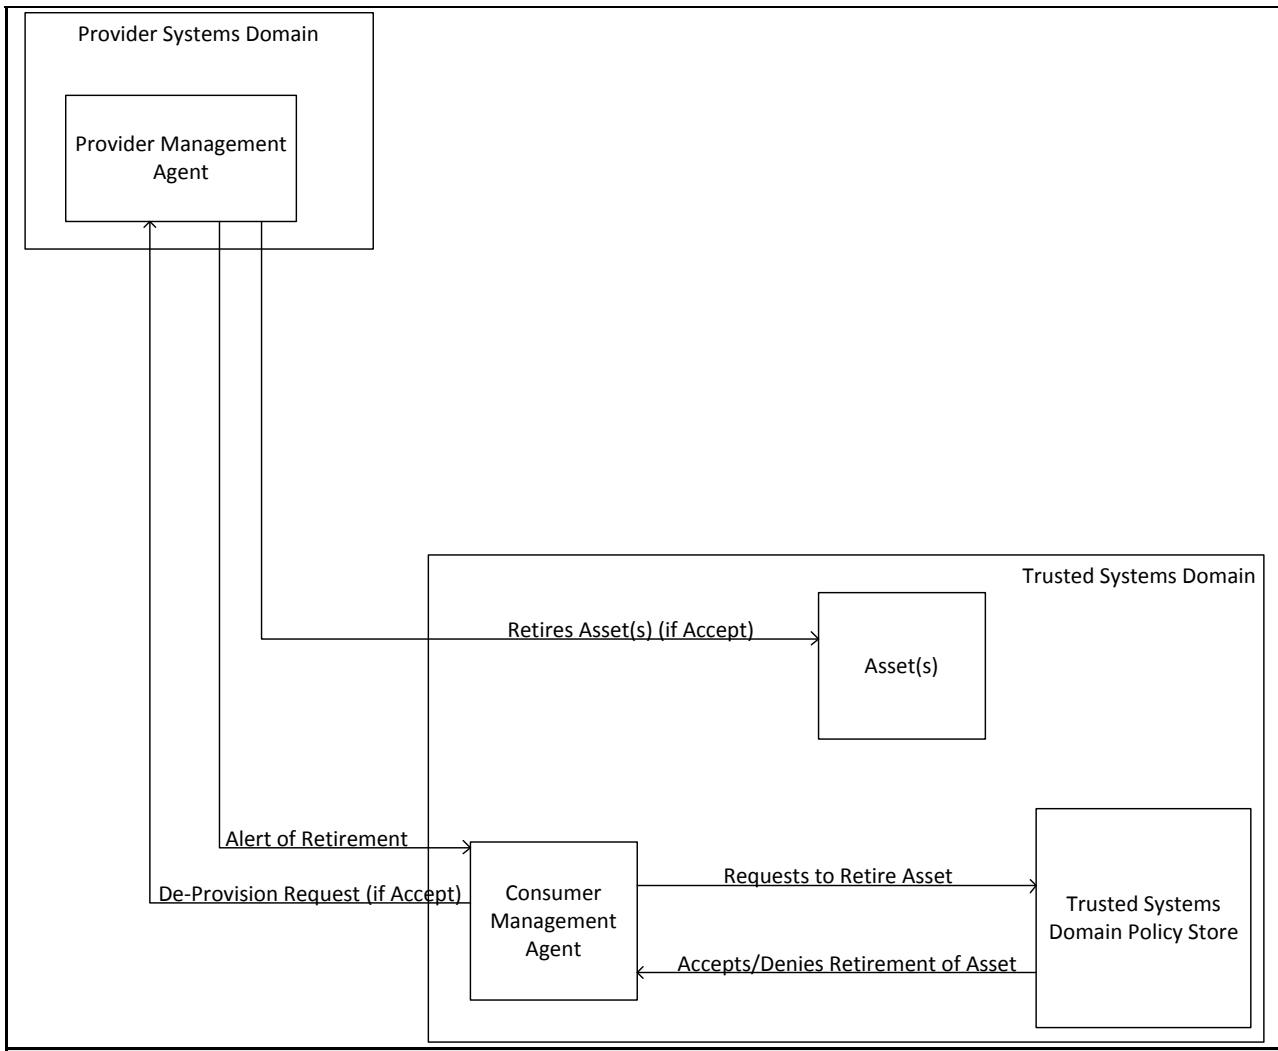 Provider Systems Domain
Provider Management
Agent
Trusted Systems Domain
Retires Asset(s) (if Accept)
Asset(s)
Alert of Retirement
De-Provision Request (if Accept)
Consumer
Management
Agent
Requests to Retire Asset
Accepts/Denies Retirement of Asset
Trusted Systems
Domain Policy Store